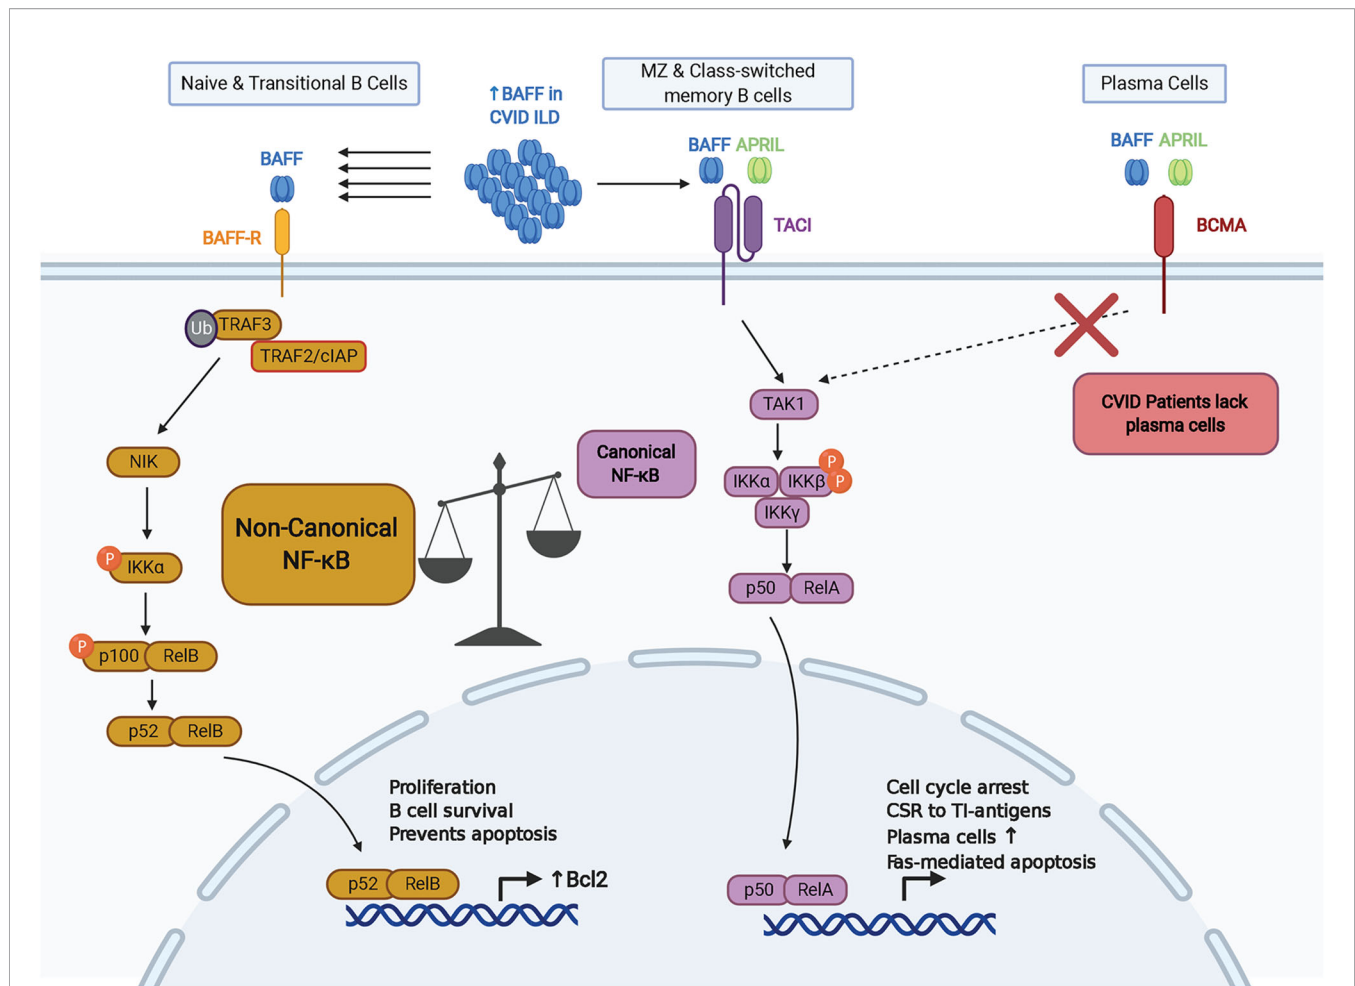 Naive & Transitional B Cells
↑BAFF in
CVID ILD
MZ & Class-switched
memory B cells
Plasma Cells
BAFF
BAFF APRIL
BAFF APRIL
BAFF-R
TACI
BCMA
Ub
TRAF3
TRAF2/cIAP
TAK1
CVID Patients lack
plasma cells
NIK
Canonical
NF-κB
IKKα
IKKβ
P
P
IKKγ
Non-Canonical
NF-κB
P
IKKα
p50
RelA
P
p100
RelB
p52
RelB
Proliferation
B cell survival
Prevents apoptosis
Cell cycle arrest
CSR to TI-antigens
Plasma cells ↑
Fas-mediated apoptosis
p52
RelB
↑Bcl2
p50
RelA